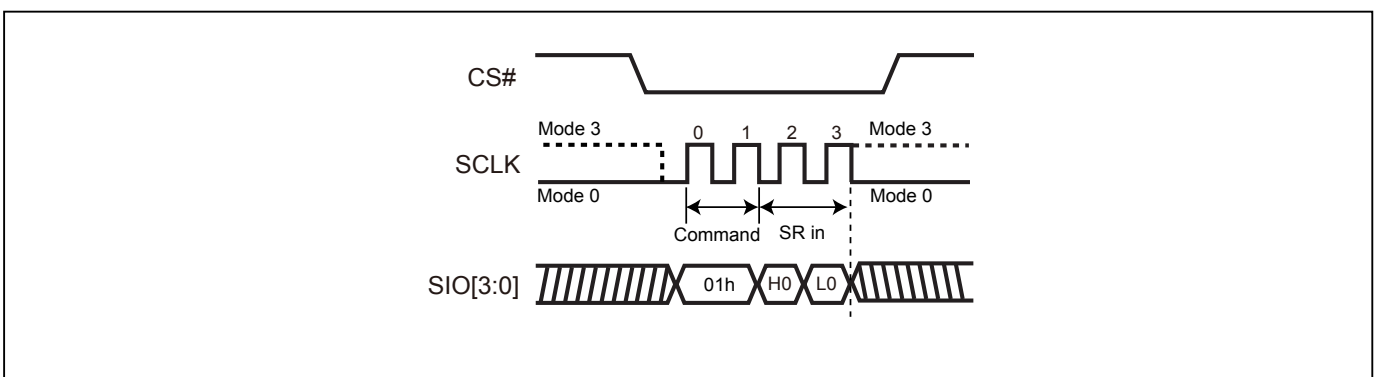 CS#
Mode 3 0 1 2 3 Mode 3
SCLK
Mode 0 Mode 0
Command SR in
SIO[3:0] 01h H0 L0